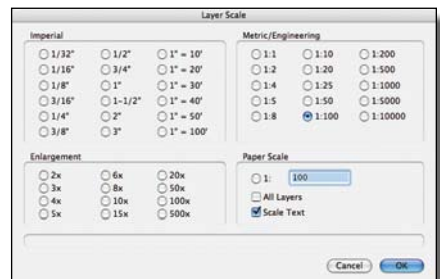 Layer Scale
Imperial
1/32" 1/2" 1" = 10'
1/16" 3/4" 1" = 20'
1/8" 1" 1" = 30'
3/16" 1-1/2" 1" = 40'
1/4" 2" 1" = 50'
3/8" 3" 1" = 100'
Metric/Engineering
1:1 1:10 1:200
1:2 1:20 1:500
1:4 1:25 1:1000
1:5 1:50 1:5000
1:8 1:100 1:10000
Enlargement
2x 6x 20x
3x 8x 50x
4x 10x 100x
5x 15x 500x
Paper Scale
1: 100
All Layers
Scale Text
Cancel OK